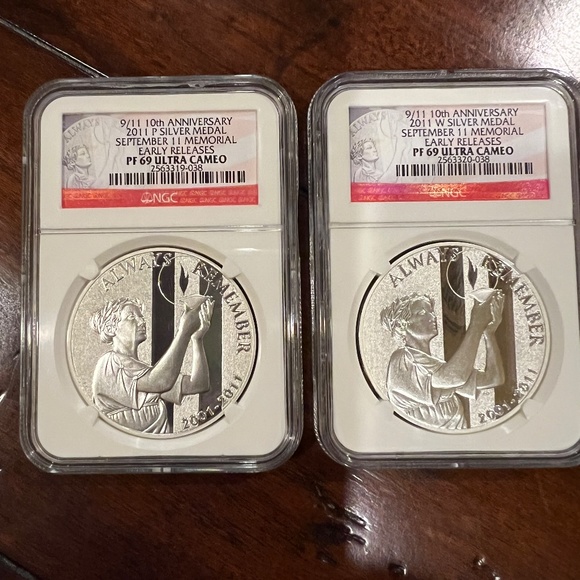 9/11 10th ANNIVERSARY
2011 P SILVER MEDAL
SEPTEMBER 11 MEMORIAL
EARLY RELEASES
PF 69 ULTRA CAMEO
2563319-038
NGC
ALWAYS REMEMBER
2001-2011
9/11 10th ANNIVERSARY
2011 W SILVER MEDAL
SEPTEMBER 11 MEMORIAL
EARLY RELEASES
PF 69 ULTRA CAMEO
2563320-038
NGC
ALWAYS REMEMBER
2001-2011